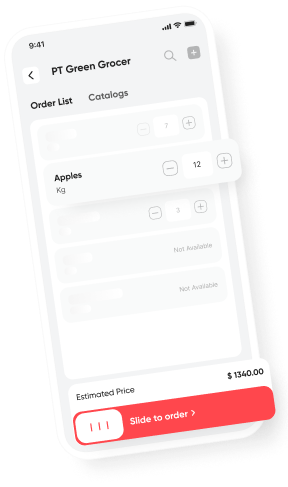 9:41
PT Green Grocer
Order List Catalogs
7
Apples
Kg
12
3
Not Available
Not Available
Estimated Price $ 1340.00
Slide to order